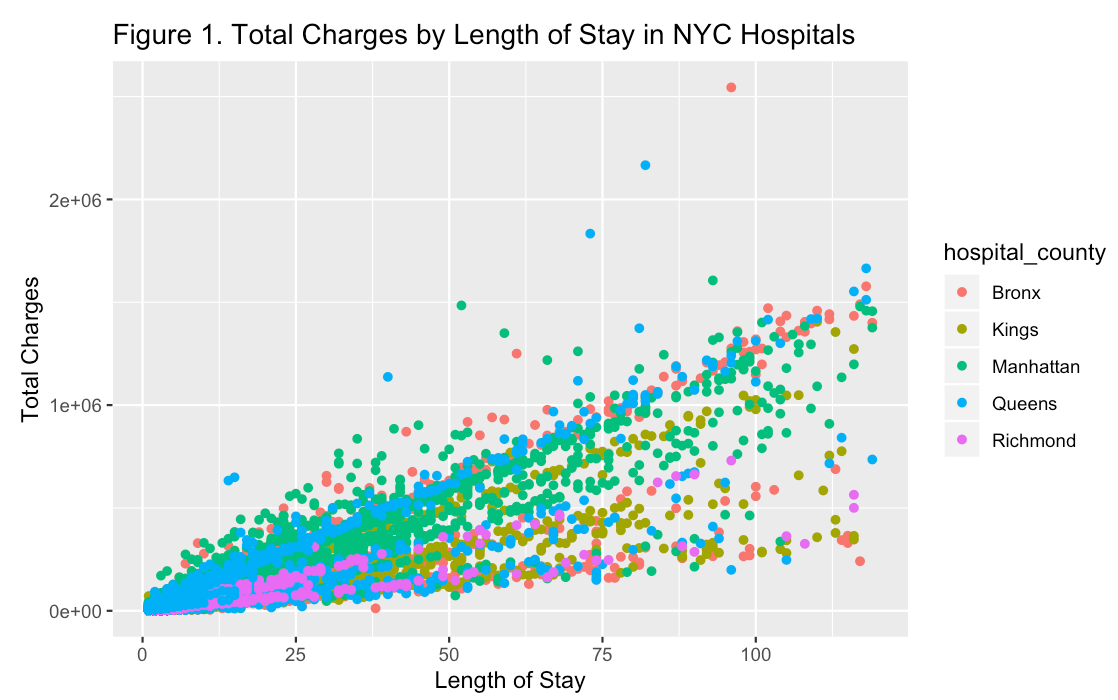 Figure 1. Total Charges by Length of Stay in NYC Hospitals
2e+06
1e+06
0e+00
Total Charges
0 25 50 75 100
Length of Stay
hospital_county
Bronx
Kings
Manhattan
Queens
Richmond